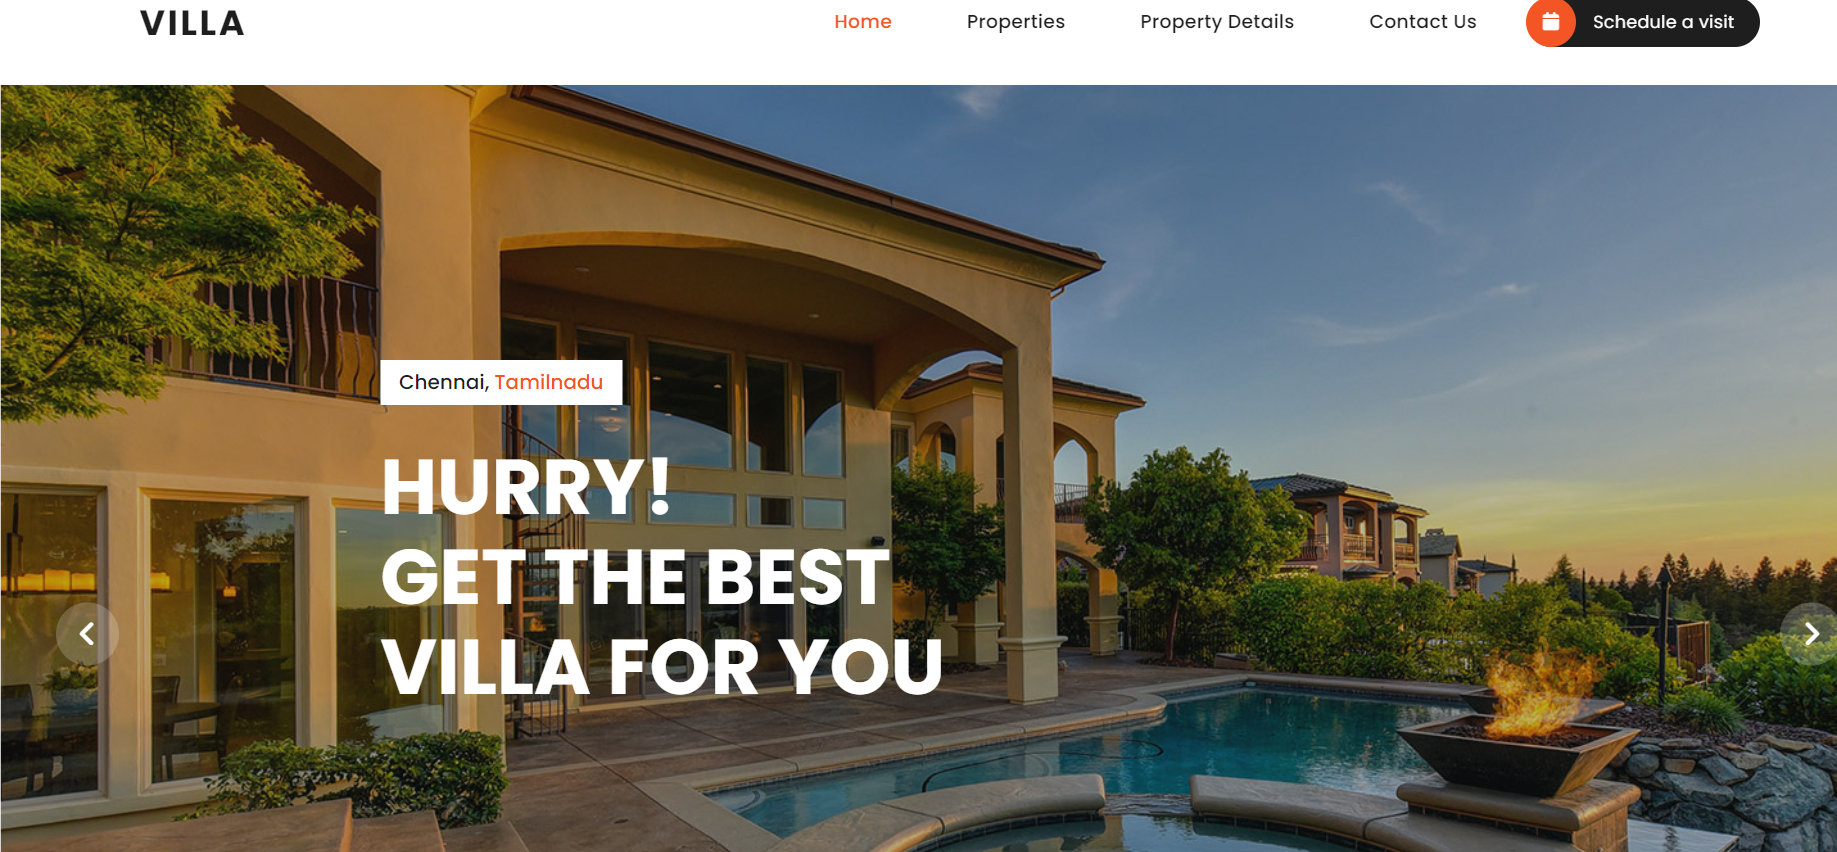 VILLA
Home Properties Property Details Contact Us Schedule a visit
Chennai, Tamilnadu
HURRY!
GET THE BEST
VILLA FOR YOU